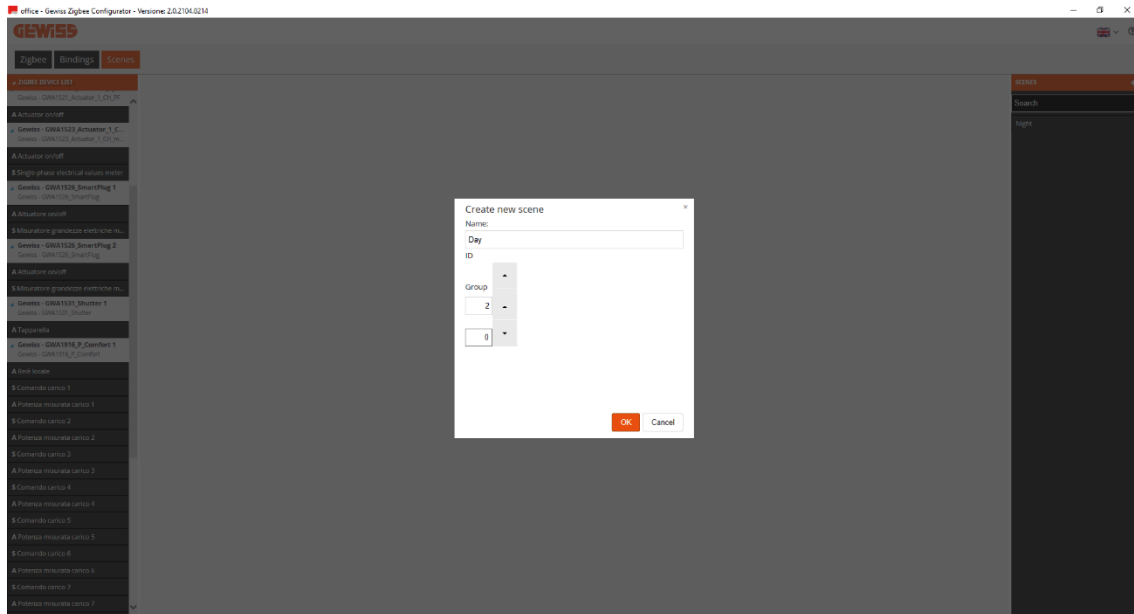 office - Gewiss Zigbee Configurator - Versione: 2.0.2104.0214
GEWISS
Zigbee Bindings Scenes
ZIGBEE DEVICE LIST
Gewiss - GWA1521_Actuator_1_CH_PF
A Actuator on/off
Gewiss - GWA1523_Actuator_1_C...
Gewiss - GWA1523_Actuator_1 CH_m...
A Actuator on/off
S Single-phase electrical values meter
Gewiss - GWA1526_SmartPlug 1
Gewiss - GWA1526_SmartPlug
A Attuatore on/off
S Misuratore grandezze elettriche m...
Gewiss - GWA1526_SmartPlug 2
Gewiss - GWA1526_SmartPlug
A Attuatore on/off
S Misuratore grandezze elettriche m...
Gewiss - GWA1531_Shutter 1
Gewiss - GWA1531_Shutter
A Tapparella
Gewiss - GWA1916_P_Comfort 1
Gewiss - GWA1916_P_Comfort
A Relè locale
S Comando carico 1
A Potenza misurata carico 1
S Comando carico 2
A Potenza misurata carico 2
S Comando carico 3
A Potenza misurata carico 3
S Comando carico 4
A Potenza misurata carico 4
S Comando carico 5
A Potenza misurata carico 5
S Comando carico 6
A Potenza misurata carico 6
S Comando carico 7
A Potenza misurata carico 7
Create new scene
Name:
Day
ID
Group
2
0
OK Cancel
SCENES
Search
Night